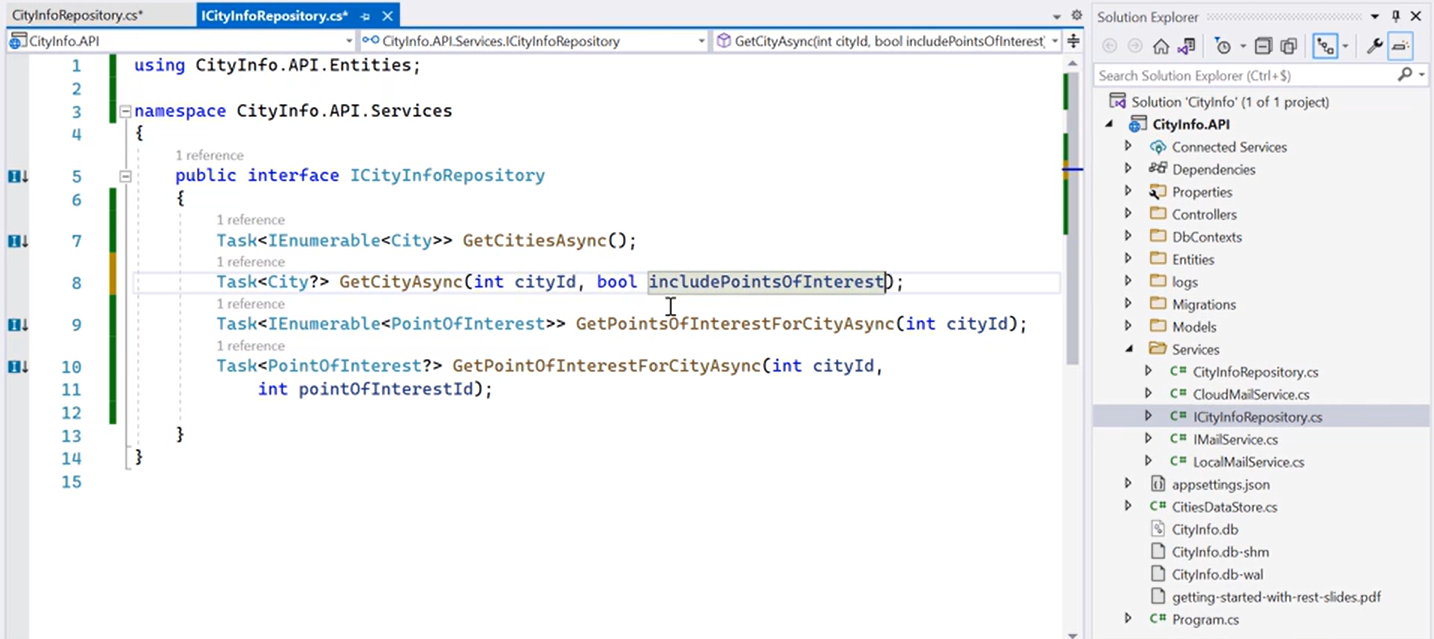 CityInfoRepository.cs*
ICityInfoRepository.cs*
CityInfo.API
CityInfo.API.Services.ICityInfoRepository
GetCityAsync(int cityId, bool includePointsOfInterest)
1 using CityInfo.API.Entities;
2
3 namespace CityInfo.API.Services
4 {
1 reference
5 public interface ICityInfoRepository
6 {
1 reference
7 Task<IEnumerable<City>> GetCitiesAsync();
1 reference
8 Task<City?> GetCityAsync(int cityId, bool includePointsOfInterest);
1 reference
9 Task<IEnumerable<PointOfInterest>> GetPointsOfInterestForCityAsync(int cityId);
1 reference
10 Task<PointOfInterest?> GetPointOfInterestForCityAsync(int cityId,
11 int pointOfInterestId);
12
13 }
14 }
15
Solution Explorer
Search Solution Explorer (Ctrl+$)
Solution 'CityInfo' (1 of 1 project)
CityInfo.API
Connected Services
Dependencies
Properties
Controllers
DbContexts
Entities
logs
Migrations
Models
Services
C# CityInfoRepository.cs
C# CloudMailService.cs
C# ICityInfoRepository.cs
C# IMailService.cs
C# LocalMailService.cs
appsettings.json
C# CitiesDataStore.cs
CityInfo.db
CityInfo.db-shm
CityInfo.db-wal
getting-started-with-rest-slides.pdf
C# Program.cs